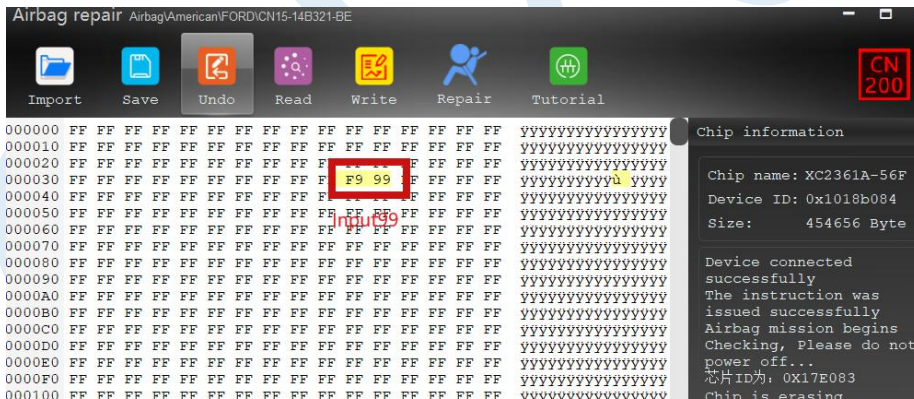 Airbag repair Airbag\American\FORD\CN15-14B321-BE
Import Save Undo Read Write Repair Tutorial
CN
200
000000 FF FF FF FF FF FF FF FF FF FF FF FF FF FF FF FF ÿÿÿÿÿÿÿÿÿÿÿÿÿÿÿÿ
000010 FF FF FF FF FF FF FF FF FF FF FF FF FF FF FF FF ÿÿÿÿÿÿÿÿÿÿÿÿÿÿÿÿ
000020 FF FF FF FF FF FF FF FF FF FF FF FF FF FF FF FF ÿÿÿÿÿÿÿÿÿÿÿÿÿÿÿÿ
000030 FF FF FF FF FF FF FF FF FF F9 99 FF FF FF ÿÿÿÿÿÿÿÿÿÿù ÿÿÿÿ
000040 FF FF FF FF FF FF FF FF FF FF FF FF FF FF FF FF ÿÿÿÿÿÿÿÿÿÿÿÿÿÿÿÿ
Input99
000050 FF FF FF FF FF FF FF FF FF FF FF FF FF FF FF FF ÿÿÿÿÿÿÿÿÿÿÿÿÿÿÿÿ
000060 FF FF FF FF FF FF FF FF FF FF FF FF FF FF FF FF ÿÿÿÿÿÿÿÿÿÿÿÿÿÿÿÿ
000070 FF FF FF FF FF FF FF FF FF FF FF FF FF FF FF FF ÿÿÿÿÿÿÿÿÿÿÿÿÿÿÿÿ
000080 FF FF FF FF FF FF FF FF FF FF FF FF FF FF FF FF ÿÿÿÿÿÿÿÿÿÿÿÿÿÿÿÿ
000090 FF FF FF FF FF FF FF FF FF FF FF FF FF FF FF FF ÿÿÿÿÿÿÿÿÿÿÿÿÿÿÿÿ
0000A0 FF FF FF FF FF FF FF FF FF FF FF FF FF FF FF FF ÿÿÿÿÿÿÿÿÿÿÿÿÿÿÿÿ
0000B0 FF FF FF FF FF FF FF FF FF FF FF FF FF FF FF FF ÿÿÿÿÿÿÿÿÿÿÿÿÿÿÿÿ
0000C0 FF FF FF FF FF FF FF FF FF FF FF FF FF FF FF FF ÿÿÿÿÿÿÿÿÿÿÿÿÿÿÿÿ
0000D0 FF FF FF FF FF FF FF FF FF FF FF FF FF FF FF FF ÿÿÿÿÿÿÿÿÿÿÿÿÿÿÿÿ
0000E0 FF FF FF FF FF FF FF FF FF FF FF FF FF FF FF FF ÿÿÿÿÿÿÿÿÿÿÿÿÿÿÿÿ
0000F0 FF FF FF FF FF FF FF FF FF FF FF FF FF FF FF FF ÿÿÿÿÿÿÿÿÿÿÿÿÿÿÿÿ
000100 FF FF FF FF FF FF FF FF FF FF FF FF FF FF FF FF ÿÿÿÿÿÿÿÿÿÿÿÿÿÿÿÿ
Chip information
Chip name: XC2361A-56F
Device ID: 0x1018b084
Size: 454656 Byte
Device connected
successfully
The instruction was
issued successfully
Airbag mission begins
Checking, Please do not
power off...
芯片ID为: 0X17E083
Chip is erasing